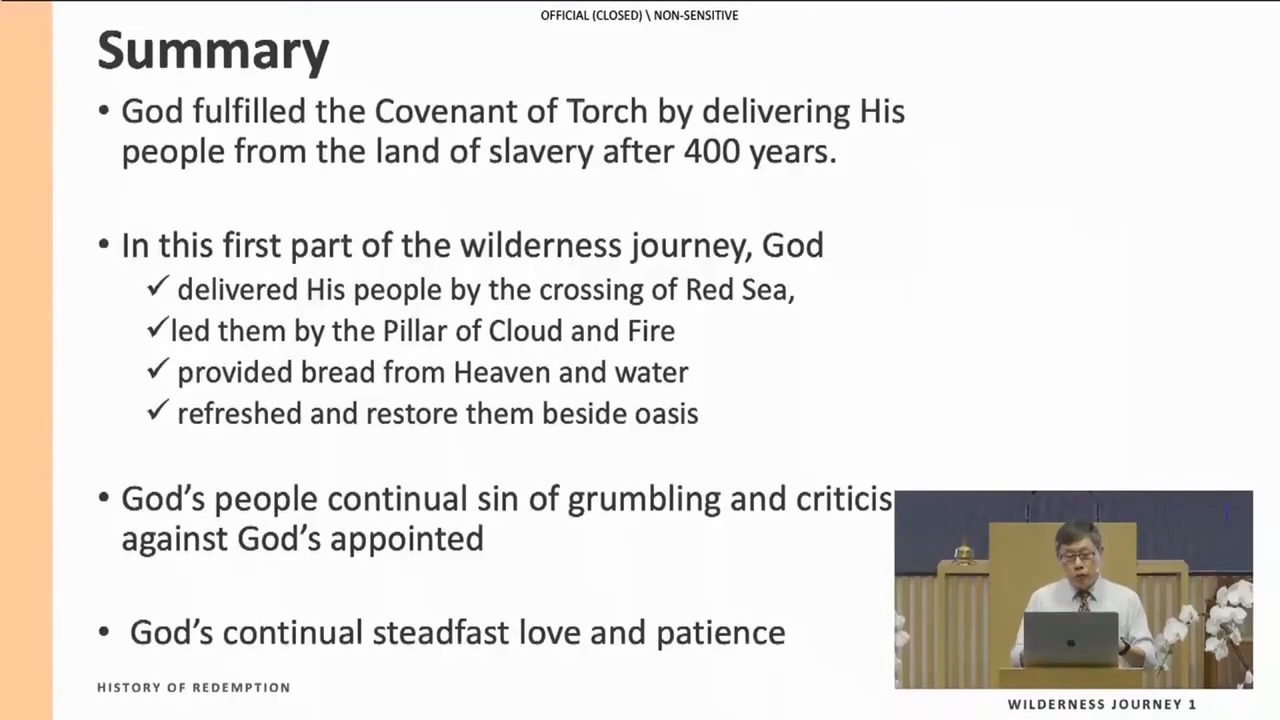 OFFICIAL (CLOSED) \ NON-SENSITIVE
Summary
• God fulfilled the Covenant of Torch by delivering His
people from the land of slavery after 400 years.
• In this first part of the wilderness journey, God
✓ delivered His people by the crossing of Red Sea,
✓led them by the Pillar of Cloud and Fire
✓ provided bread from Heaven and water
✓ refreshed and restore them beside oasis
• God's people continual sin of grumbling and criticis
against God's appointed
• God's continual steadfast love and patience
HISTORY OF REDEMPTION
WILDERNESS JOURNEY 1